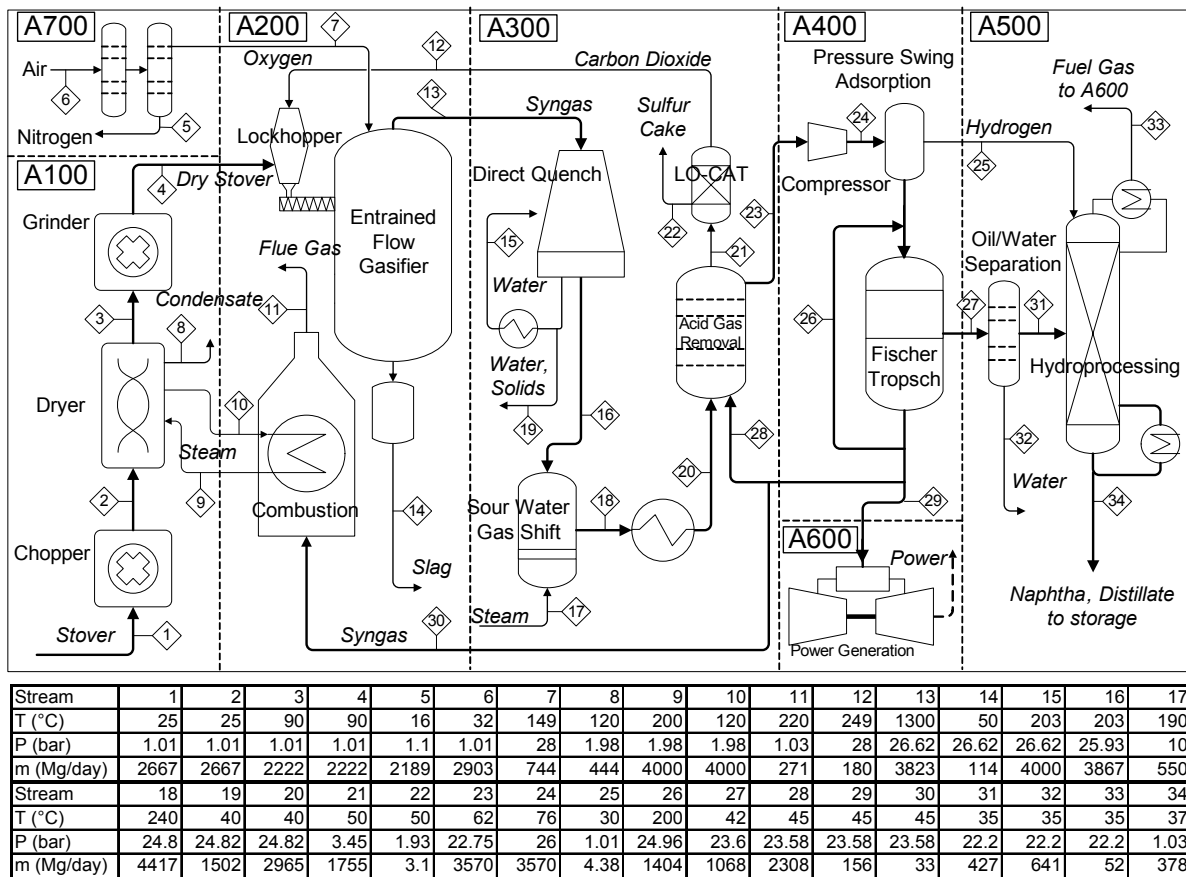 A700
A200
A300
A400
A500
7
12
Air
6
Oxygen
13
Carbon Dioxide
Syngas
Sulfur
Cake
Pressure Swing
Adsorption
Fuel Gas
to A600
24
33
Nitrogen
5
Lockhopper
Hydrogen
25
A100
4
Dry Stover
Direct Quench
LO-CAT
Compressor
Grinder
Entrained
Flow
Gasifier
15
22
23
Oil/Water
Separation
Flue Gas
21
Condensate
11
Water
3
8
26
27
31
Acid Gas
Removal
Fischer
Tropsch
Hydroprocessing
Dryer
Water,
Solids
10
19
16
28
32
Steam
9
20
2
14
18
29
Water
34
Combustion
Sour Water
Gas Shift
Chopper
A600
Power
Slag
Naphtha, Distillate
to storage
Stover
1
Syngas
30
Steam
17
Power Generation
Stream 1 2 3 4 5 6 7 8 9 10 11 12 13 14 15 16 17
T (°C) 25 25 90 90 16 32 149 120 200 120 220 249 1300 50 203 203 190
P (bar) 1.01 1.01 1.01 1.01 1.1 1.01 28 1.98 1.98 1.98 1.03 28 26.62 26.62 26.62 25.93 10
m (Mg/day) 2667 2667 2222 2222 2189 2903 744 444 4000 4000 271 180 3823 114 4000 3867 550
Stream 18 19 20 21 22 23 24 25 26 27 28 29 30 31 32 33 34
T (°C) 240 40 40 50 50 62 76 30 200 42 45 45 45 35 35 35 37
P (bar) 24.8 24.82 24.82 3.45 1.93 22.75 26 1.01 24.96 23.6 23.58 23.58 23.58 22.2 22.2 22.2 1.03
m (Mg/day) 4417 1502 2965 1755 3.1 3570 3570 4.38 1404 1068 2308 156 33 427 641 52 378